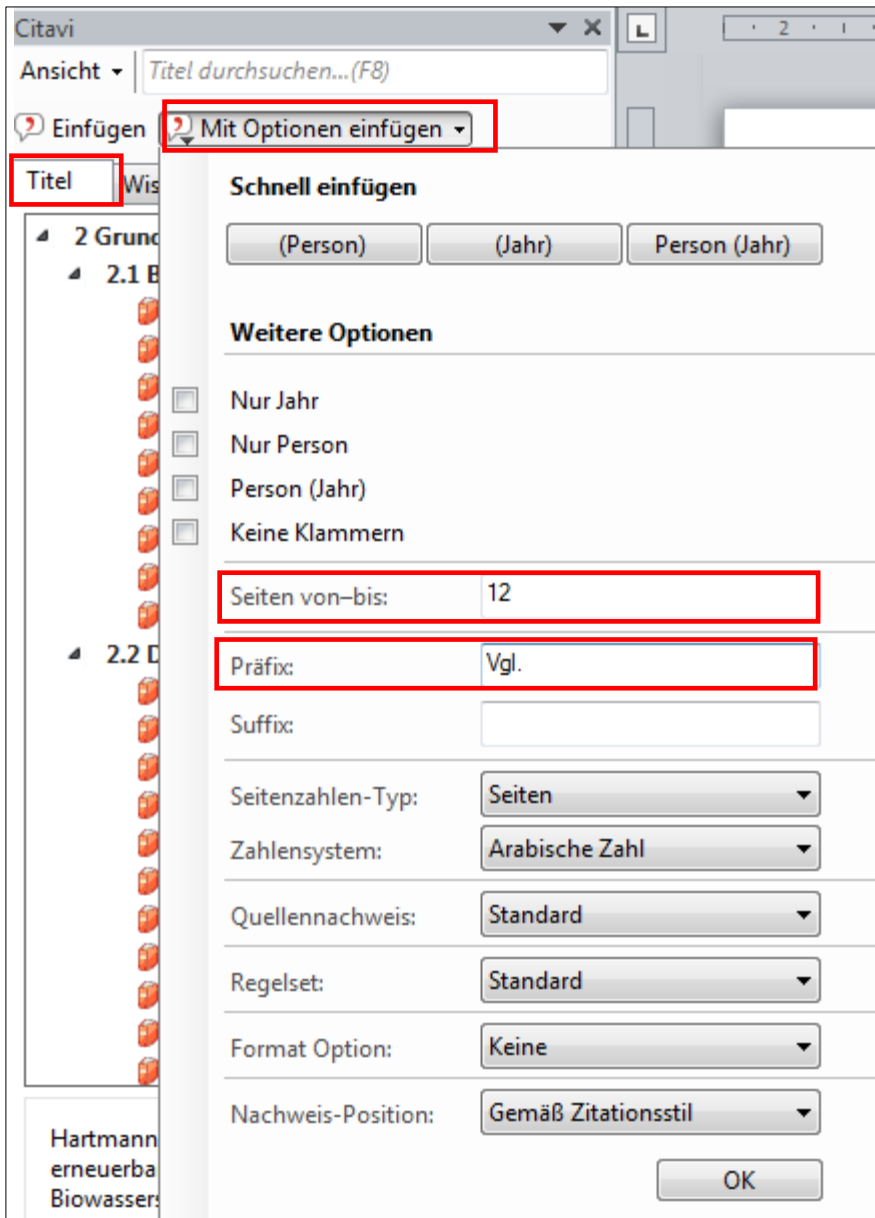 Citavi
Ansicht Titel durchsuchen...(F8)
Einfügen Mit Optionen einfügen
Titel Wis
Schnell einfügen
(Person) (Jahr) Person (Jahr)
Weitere Optionen
Nur Jahr
Nur Person
Person (Jahr)
Keine Klammern
Seiten von–bis: 12
Präfix: Vgl.
Suffix:
Seitenzahlen-Typ: Seiten
Zahlensystem: Arabische Zahl
Quellennachweis: Standard
Regelset: Standard
Format Option: Keine
Nachweis-Position: Gemäß Zitationsstil
OK
2 Grund
2.1 B
2.2 D
Hartmann
erneuerba
Biowassers
L
2 1